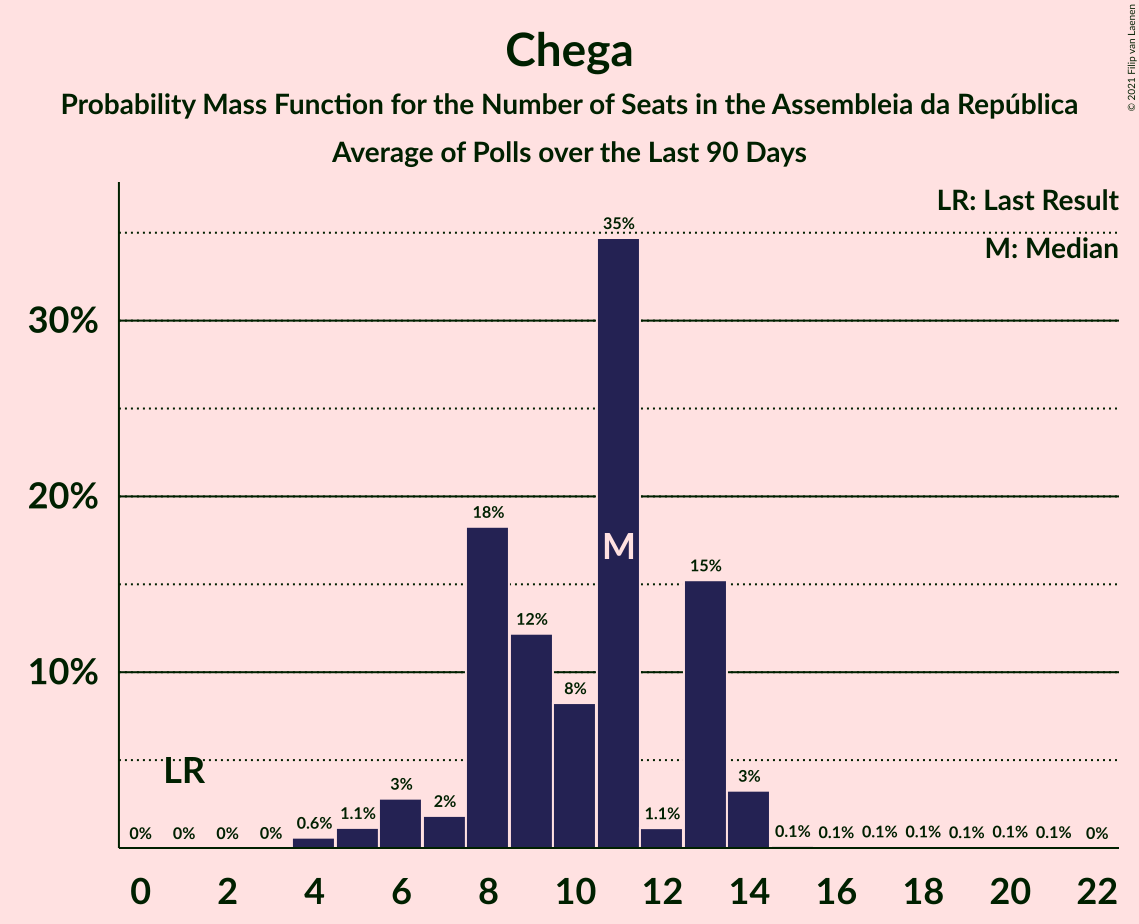 Chega
Probability Mass Function for the Number of Seats in the Assembleia da República
Average of Polls over the Last 90 Days
© 2021 Filip van Laenen
LR: Last Result
M: Median
30%
20%
10%
0%
0%
0%
0%
0.6%
1.1%
3%
2%
18%
12%
8%
35%
1.1%
15%
3%
0.1%
0.1%
0.1%
0.1%
0.1%
0.1%
0.1%
0%
LR
M
0 2 4 6 8 10 12 14 16 18 20 22